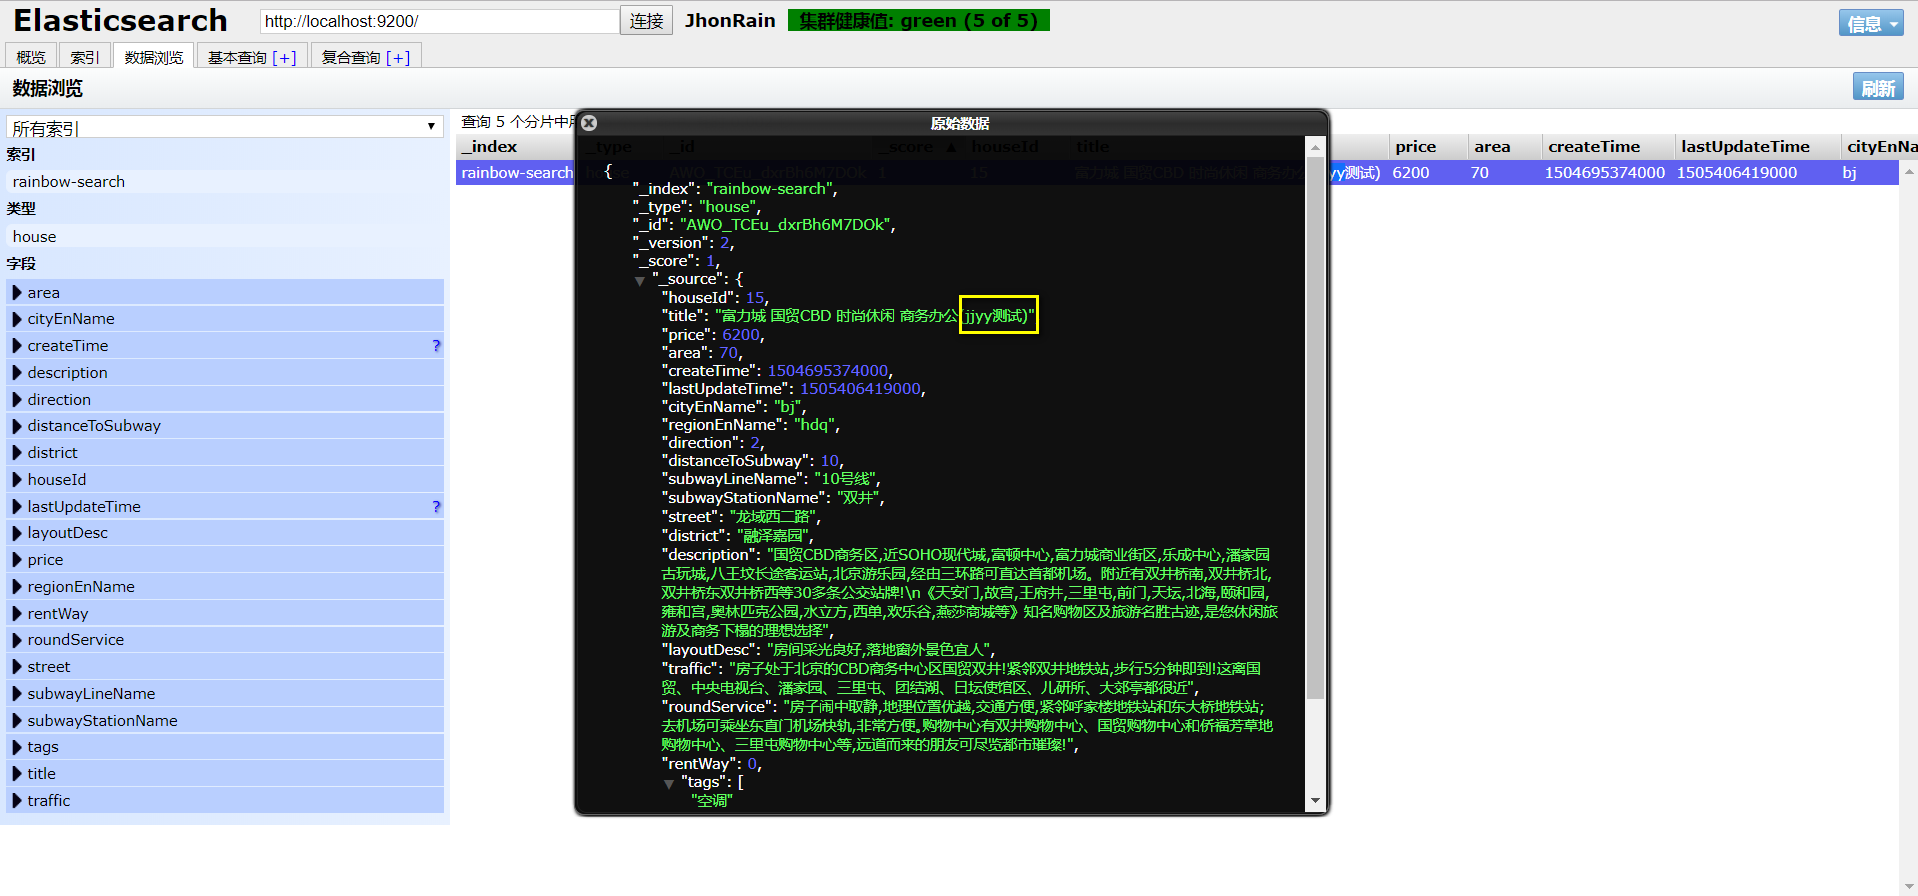 Elasticsearch http://localhost:9200/ 连接 JhonRain 集群健康值: green (5 of 5) 信息
概览 索引 数据浏览 基本查询 [+] 复合查询 [+]
数据浏览 刷新
所有索引
索引
rainbow-search
类型
house
字段
area
cityEnName
createTime ?
description
direction
distanceToSubway
district
houseId
lastUpdateTime ?
layoutDesc
price
regionEnName
rentWay
roundService
street
subwayLineName
subwayStationName
tags
title
traffic
查询 5 个分片中用
_index _type _id _score ▲ houseId title price area createTime lastUpdateTime cityEnNa
rainbow-search house AWO_TCEu_dxrBh6M7DOk 1 15 富力城 国贸CBD 时尚休闲 商务办公 yy测试) 6200 70 1504695374000 1505406419000 bj
原始数据
{
"_index": "rainbow-search",
"_type": "house",
"_id": "AWO_TCEu_dxrBh6M7DOk",
"_version": 2,
"_score": 1,
▼ "_source": {
"houseId": 15,
"title": "富力城 国贸CBD 时尚休闲 商务办公(jjyy测试)"
"price": 6200,
"area": 70,
"createTime": 1504695374000,
"lastUpdateTime": 1505406419000,
"cityEnName": "bj",
"regionEnName": "hdq",
"direction": 2,
"distanceToSubway": 10,
"subwayLineName": "10号线",
"subwayStationName": "双井",
"street": "龙域西二路",
"district": "融泽嘉园",
"description": "国贸CBD商务区,近SOHO现代城,富顿中心,富力城商业街区,乐成中心,潘家园
古玩城,八王坟长途客运站,北京游乐园,经由三环路可直达首都机场。附近有双井桥南,双井桥北,
双井桥东双井桥西等30多条公交站牌!\n《天安门,故宫,王府井,三里屯,前门,天坛,北海,颐和园,
雍和宫,奥林匹克公园,水立方,西单,欢乐谷,燕莎商城等》知名购物区及旅游名胜古迹,是您休闲旅
游及商务下榻的理想选择",
"layoutDesc": "房间采光良好,落地窗外景色宜人",
"traffic": "房子处于北京的CBD商务中心区国贸双井!紧邻双井地铁站,步行5分钟即到!这离国
贸、中央电视台、潘家园、三里屯、团结湖、日坛使馆区、儿研所、大郊亭都很近",
"roundService": "房子闹中取静,地理位置优越,交通方便,紧邻呼家楼地铁站和东大桥地铁站;
去机场可乘坐东直门机场快轨,非常方便｡购物中心有双井购物中心、国贸购物中心和侨福芳草地
购物中心、三里屯购物中心等,远道而来的朋友可尽览都市璀璨!",
"rentWay": 0,
▼ "tags": [
"空调"